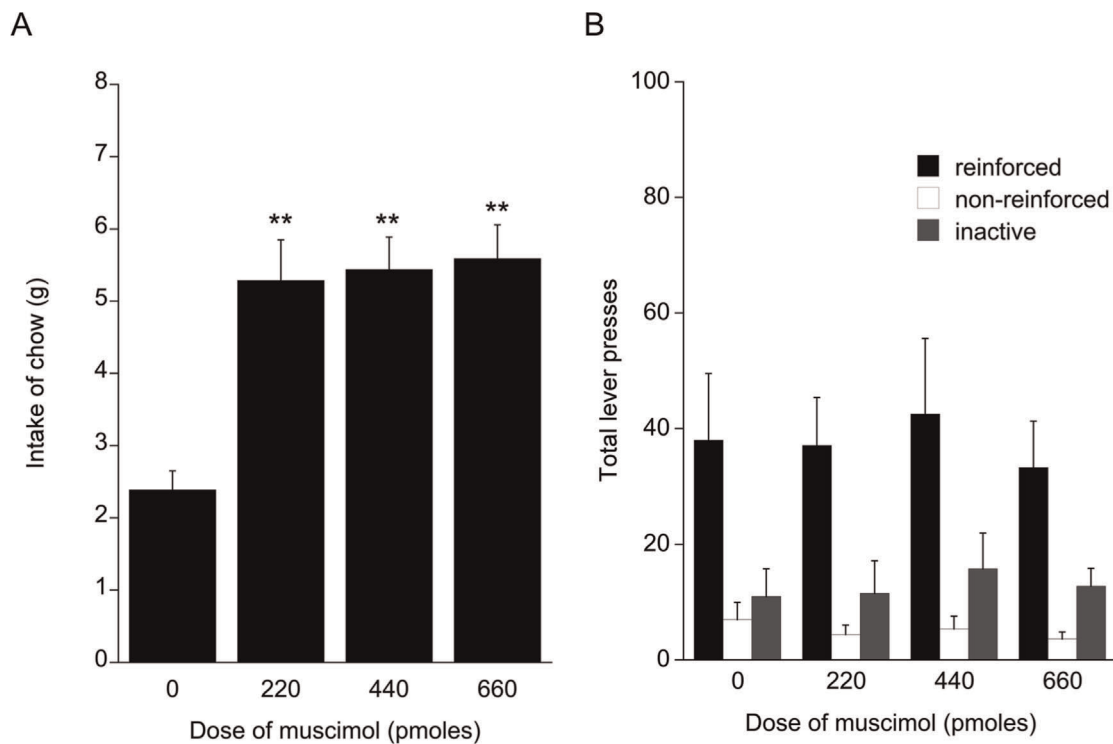 A
8
7
6
5
4
3
2
1
0
Intake of chow (g)
**
**
**
0 220 440 660
Dose of muscimol (pmoles)
B
100
80
60
40
20
0
Total lever presses
reinforced
non-reinforced
inactive
0 220 440 660
Dose of muscimol (pmoles)